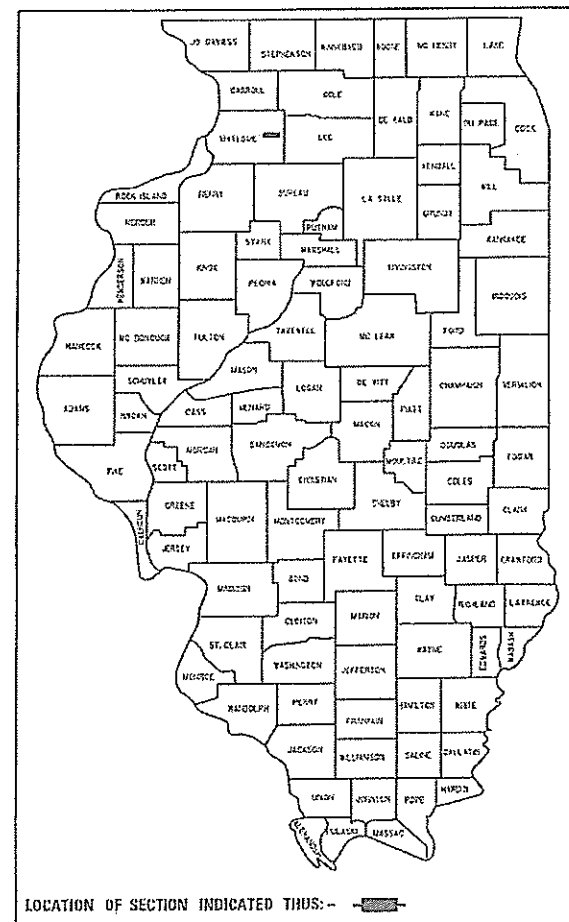 JO DAVIESS STEPHENSON WINNEBAGO BOONE MC HENRY LAKE
CARROLL OGLE
DE KALB KANE DU PAGE COOK
WHITESIDE LEE
KENDALL WILL
ROCK ISLAND HENRY BUREAU LA SALLE GRUNDY
MERCER PUTNAM
STARK MARSHALL KANKAKEE
HENDERSON WARREN KNOX PEORIA WOODFORD LIVINGSTON IROQUOIS
HANCOCK MC DONOUGH FULTON TAZEWELL MC LEAN FORD
MASON
SCHUYLER LOGAN DE WITT CHAMPAIGN VERMILION
ADAMS BROWN CASS MENARD MACON PIATT
MORGAN SANGAMON DOUGLAS EDGAR
PIKE SCOTT CHRISTIAN MOULTRIE COLES
GREENE MACOUPIN MONTGOMERY SHELBY CUMBERLAND CLARK
CALHOUN JERSEY
FAYETTE EFFINGHAM JASPER CRAWFORD
MADISON BOND CLAY RICHLAND LAWRENCE
CLINTON MARION
ST. CLAIR WAYNE EDWARDS WABASH
MONROE WASHINGTON JEFFERSON
RANDOLPH PERRY HAMILTON WHITE
FRANKLIN
JACKSON WILLIAMSON SALINE GALLATIN
UNION JOHNSON POPE HARDIN
ALEXANDER PULASKI MASSAC
LOCATION OF SECTION INDICATED THUS:-